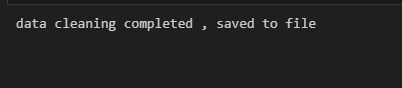 data cleaning completed , saved to file